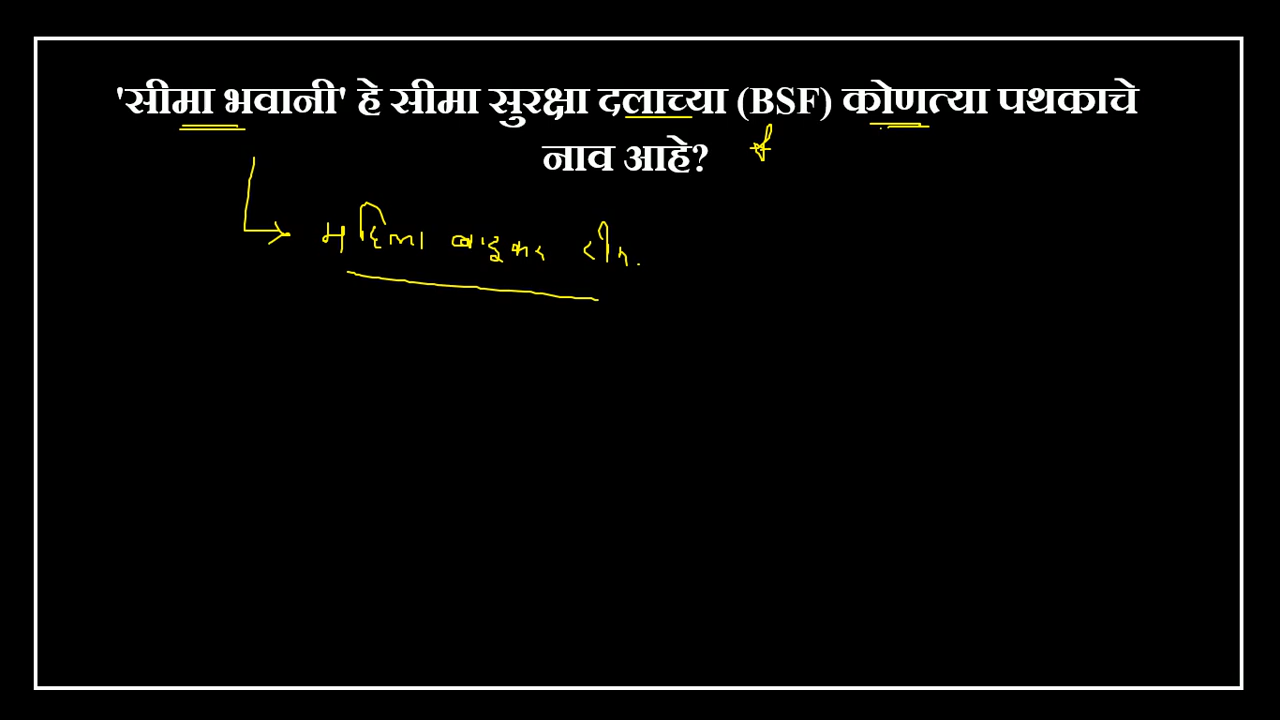 'सीमा भवानी' हे सीमा सुरक्षा दलाच्या (BSF) कोणत्या पथकाचे
नाव आहे?
महिला बाइकर टीम.